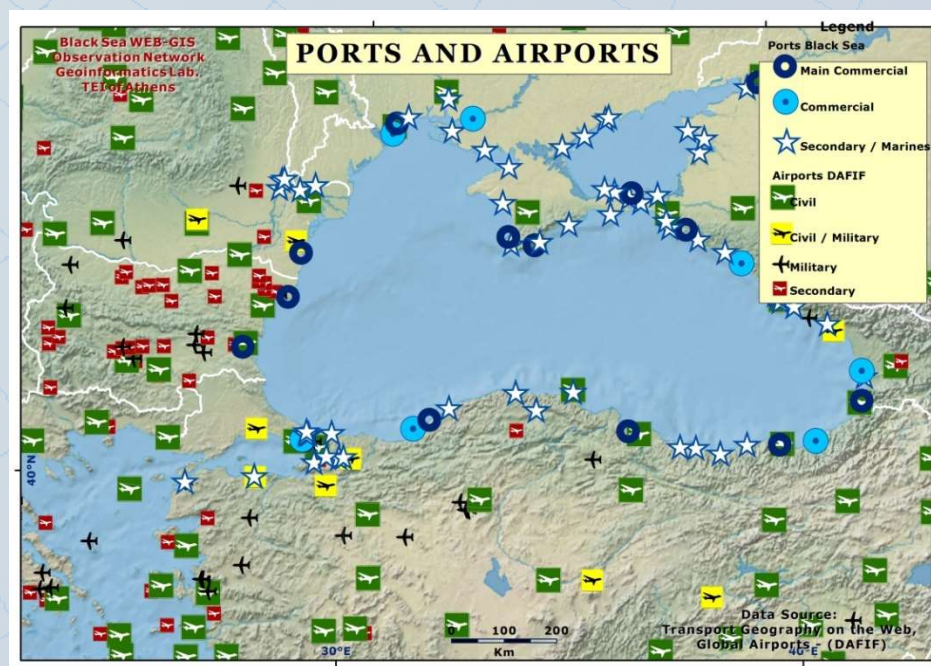 Black Sea WEB-GIS
Observation Network
Geoinformatics Lab.
TEI of Athens
PORTS AND AIRPORTS
Legend
Ports Black Sea
Main Commercial
Commercial
Secondary / Marines
Airports DAFIF
Civil
Civil / Military
Military
Secondary
40°N
Data Source:
Transport Geography on the Web,
Global Airports - (DAFIF)
0 100 200
Km
30°E
40°E